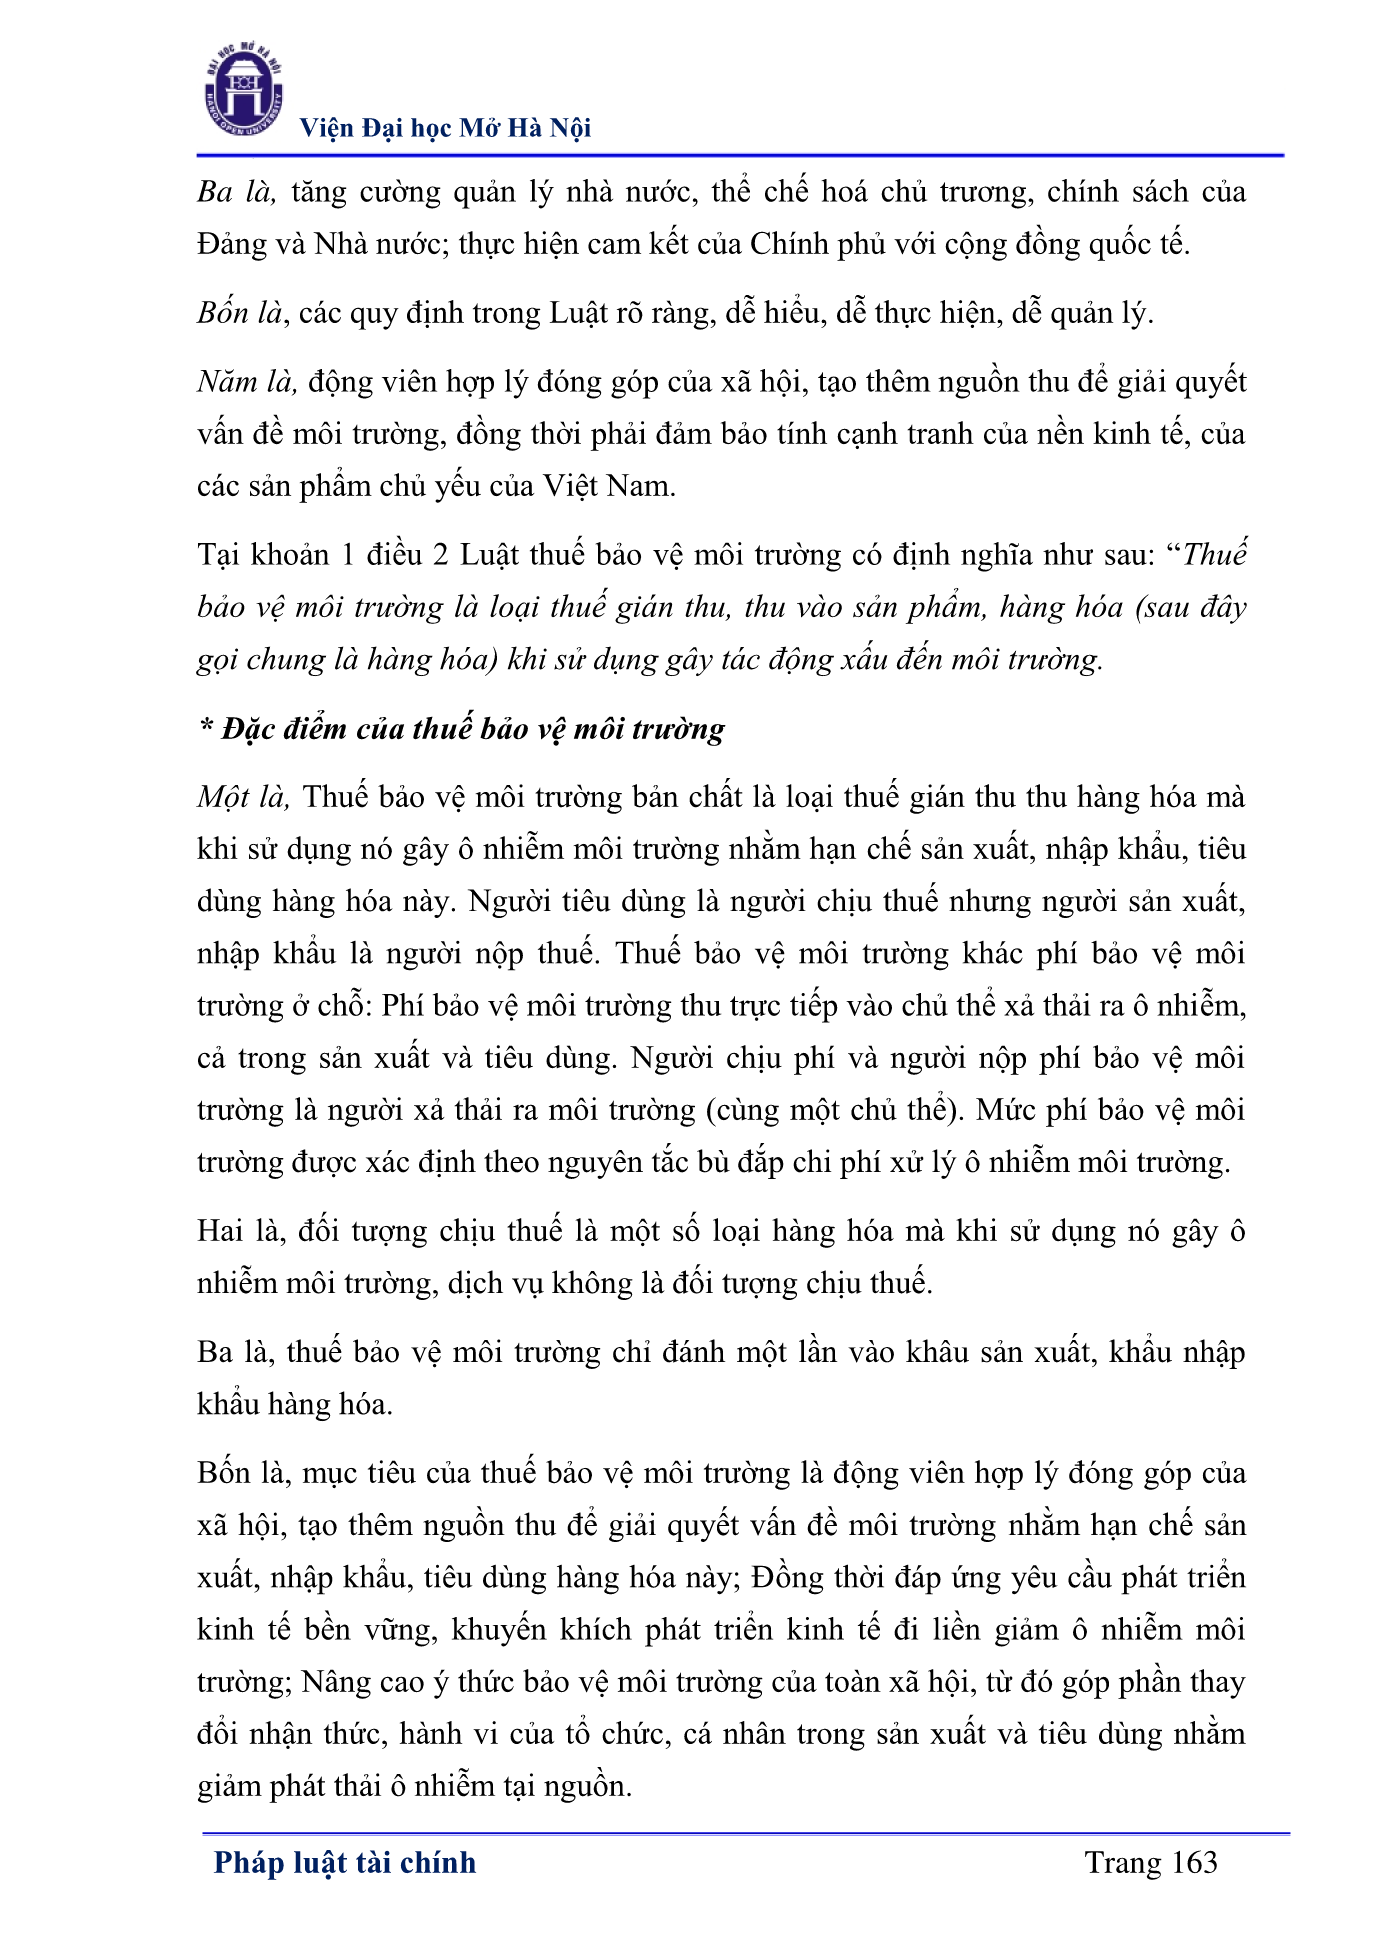 ĐẠI HỌC MỞ HÀ NỘI
HANOI OPEN UNIVERSITY
Viện Đại học Mở Hà Nội
Ba là, tăng cường quản lý nhà nước, thể chế hoá chủ trương, chính sách của
Đảng và Nhà nước; thực hiện cam kết của Chính phủ với cộng đồng quốc tế.
Bốn là, các quy định trong Luật rõ ràng, dễ hiểu, dễ thực hiện, dễ quản lý.
Năm là, động viên hợp lý đóng góp của xã hội, tạo thêm nguồn thu để giải quyết
vấn đề môi trường, đồng thời phải đảm bảo tính cạnh tranh của nền kinh tế, của
các sản phẩm chủ yếu của Việt Nam.
Tại khoản 1 điều 2 Luật thuế bảo vệ môi trường có định nghĩa như sau: “Thuế
bảo vệ môi trường là loại thuế gián thu, thu vào sản phẩm, hàng hóa (sau đây
gọi chung là hàng hóa) khi sử dụng gây tác động xấu đến môi trường.
* Đặc điểm của thuế bảo vệ môi trường
Một là, Thuế bảo vệ môi trường bản chất là loại thuế gián thu thu hàng hóa mà
khi sử dụng nó gây ô nhiễm môi trường nhằm hạn chế sản xuất, nhập khẩu, tiêu
dùng hàng hóa này. Người tiêu dùng là người chịu thuế nhưng người sản xuất,
nhập khẩu là người nộp thuế. Thuế bảo vệ môi trường khác phí bảo vệ môi
trường ở chỗ: Phí bảo vệ môi trường thu trực tiếp vào chủ thể xả thải ra ô nhiễm,
cả trong sản xuất và tiêu dùng. Người chịu phí và người nộp phí bảo vệ môi
trường là người xả thải ra môi trường (cùng một chủ thể). Mức phí bảo vệ môi
trường được xác định theo nguyên tắc bù đắp chi phí xử lý ô nhiễm môi trường.
Hai là, đối tượng chịu thuế là một số loại hàng hóa mà khi sử dụng nó gây ô
nhiễm môi trường, dịch vụ không là đối tượng chịu thuế.
Ba là, thuế bảo vệ môi trường chỉ đánh một lần vào khâu sản xuất, khẩu nhập
khẩu hàng hóa.
Bốn là, mục tiêu của thuế bảo vệ môi trường là động viên hợp lý đóng góp của
xã hội, tạo thêm nguồn thu để giải quyết vấn đề môi trường nhằm hạn chế sản
xuất, nhập khẩu, tiêu dùng hàng hóa này; Đồng thời đáp ứng yêu cầu phát triển
kinh tế bền vững, khuyến khích phát triển kinh tế đi liền giảm ô nhiễm môi
trường; Nâng cao ý thức bảo vệ môi trường của toàn xã hội, từ đó góp phần thay
đổi nhận thức, hành vi của tổ chức, cá nhân trong sản xuất và tiêu dùng nhằm
giảm phát thải ô nhiễm tại nguồn.
Pháp luật tài chính
Trang 163